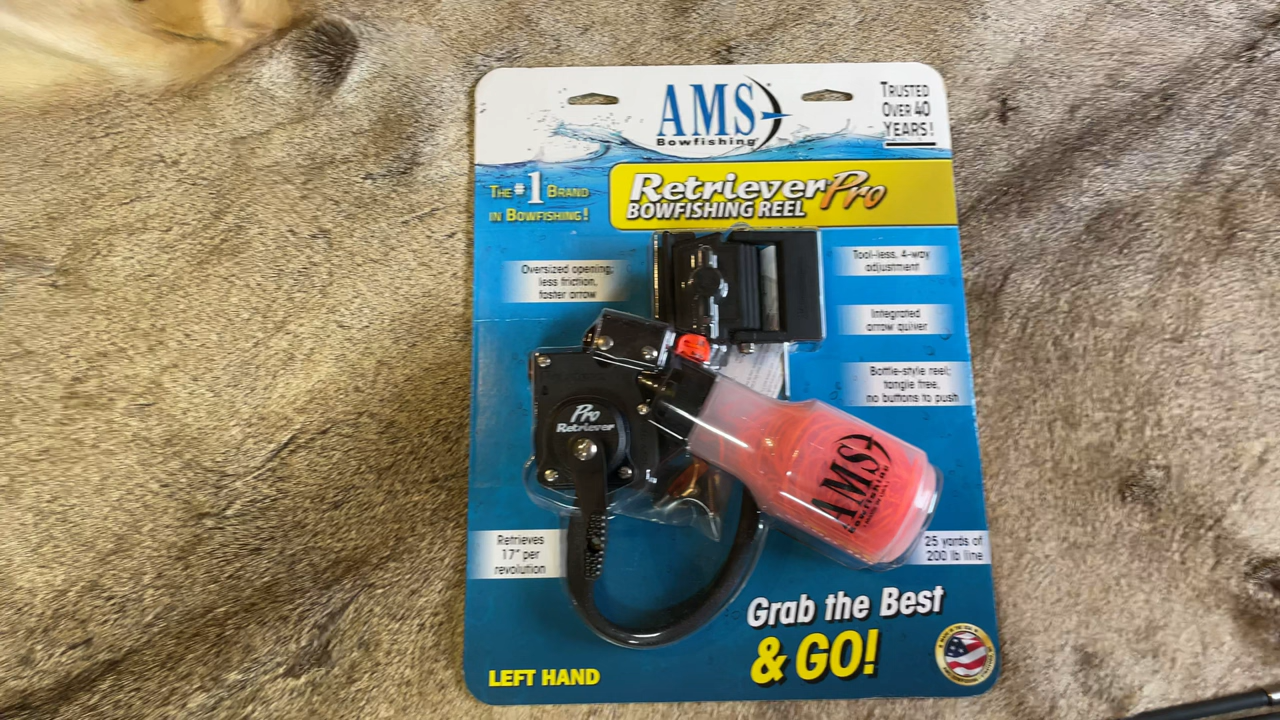 AMS
Bowfishing
TRUSTED
OVER 40
YEARS!
THE #1 BRAND
IN BOWFISHING!
Retriever Pro
BOWFISHING REEL
Oversized opening,
less friction,
faster arrow
Tool-less, 4-way
adjustment
Integrated
arrow quiver
Bottle-style reel;
tangle free,
no buttons to push
Pro
Retriever
AMS
Bowfishing
Retrieves
17" per
revolution
25 yards of
200 lb line
Grab the Best
& GO!
LEFT HAND